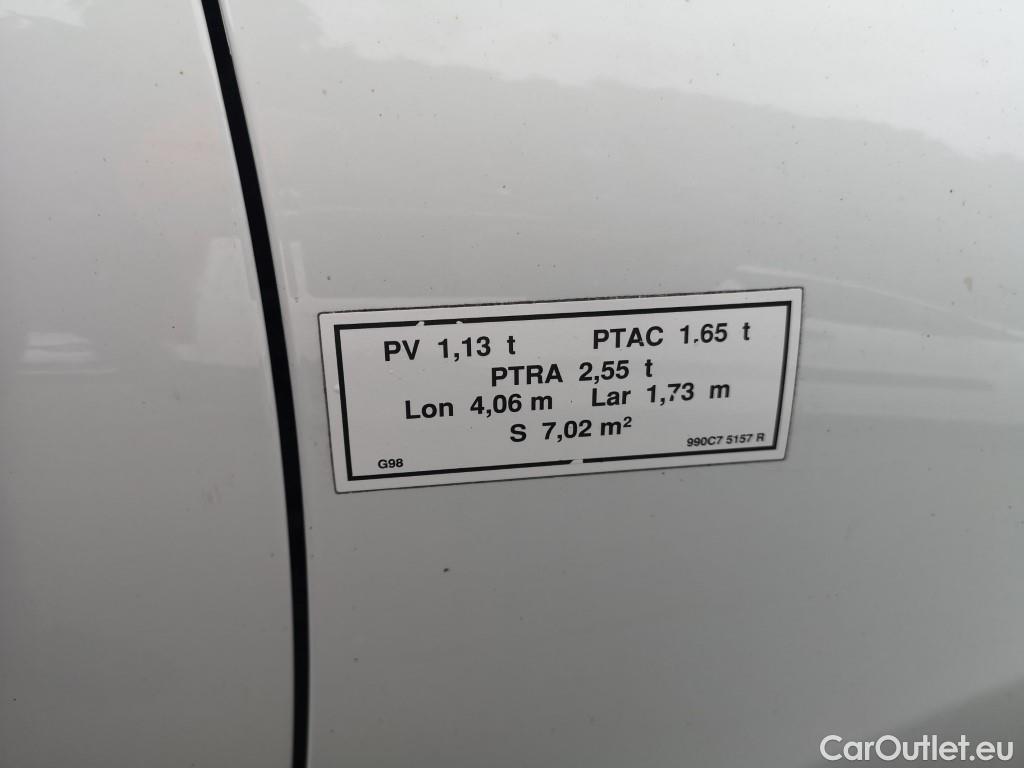 PV 1,13 t PTAC 1.65 t
PTRA 2,55 t
Lon 4,06 m Lar 1,73 m
S 7,02 m²
G98 990C7 5157 R
CarOutlet.eu